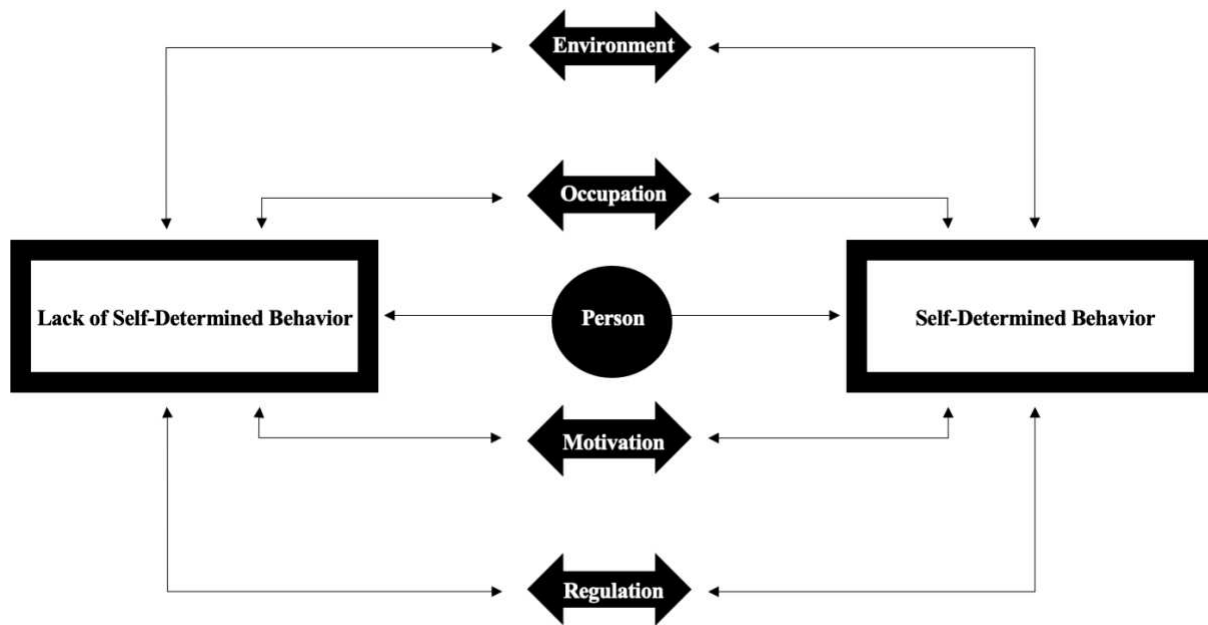 Environment
Occupation
Lack of Self-Determined Behavior
Person
Self-Determined Behavior
Motivation
Regulation